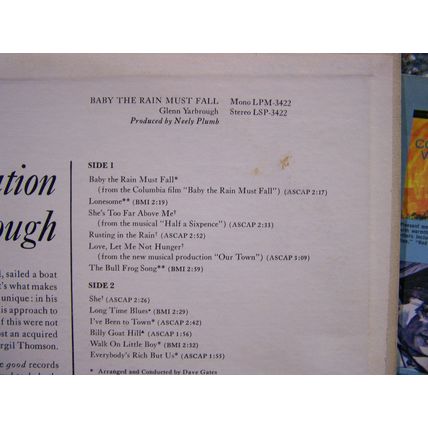 BABY THE RAIN MUST FALL Mono LPM-3422
Glenn Yarbrough Stereo LSP-3422
Produced by Neely Plumb
ation
ough
SIDE 1
Baby the Rain Must Fall*
(from the Columbia film "Baby the Rain Must Fall") (ASCAP 2:17)
Lonesome** (BMI 2:19)
She's Too Far Above Me†
(from the musical "Half a Sixpence") (ASCAP 2:33)
Rusting in the Rain† (ASCAP 2:52)
Love, Let Me Not Hunger†
(from the new musical production "Our Town") (ASCAP 3:09)
The Bull Frog Song** (BMI 2:59)
SIDE 2
She† (ASCAP 2:26)
Long Time Blues* (BMI 2:29)
I've Been to Town* (ASCAP 2:42)
Billy Goat Hill* (ASCAP 1:56)
Walk On Little Boy* (BMI 2:32)
Everybody's Rich But Us* (ASCAP 1:55)
* Arranged and Conducted by Dave Gates
, sailed a boat
t's what makes
unique: in his
is approach to
f this were not
st an acquired
rgil Thomson.
e good records